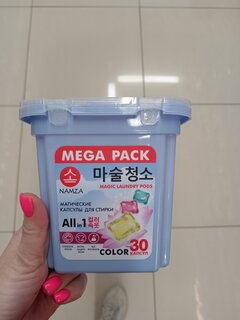 MEGA PACK
마술청소
MAGIC LAUNDRY PODS
NAMZA
МАГИЧЕСКИЕ
КАПСУЛЫ ДЛЯ СТИРКИ
All in 1
COLOR 30
КАПСУЛ